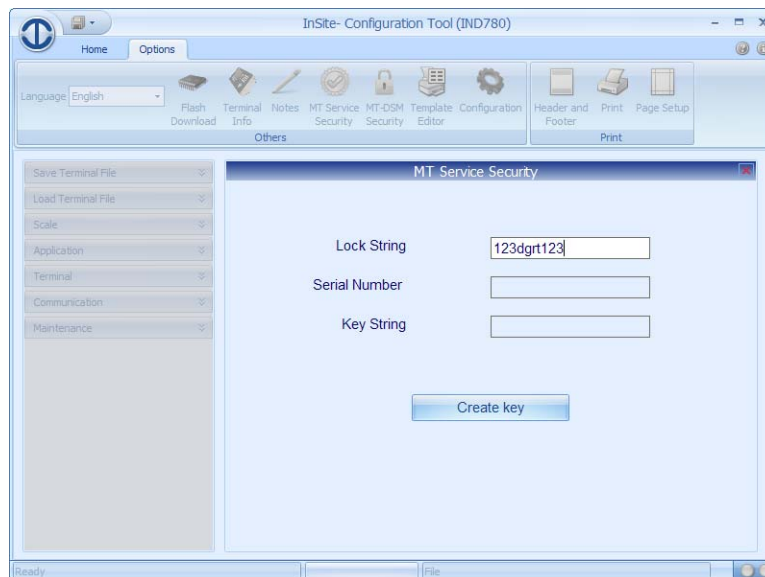 InSite- Configuration Tool (IND780)
Home Options
Language English
Flash Download
Terminal Info
Notes
MT Service Security
MT-DSM Security
Template Editor
Configuration
Header and Footer
Print
Page Setup
Others Print
Save Terminal File
Load Terminal File
Scale
Application
Terminal
Communication
Maintenance
MT Service Security
Lock String 123dgrt123
Serial Number
Key String
Create key
Ready File